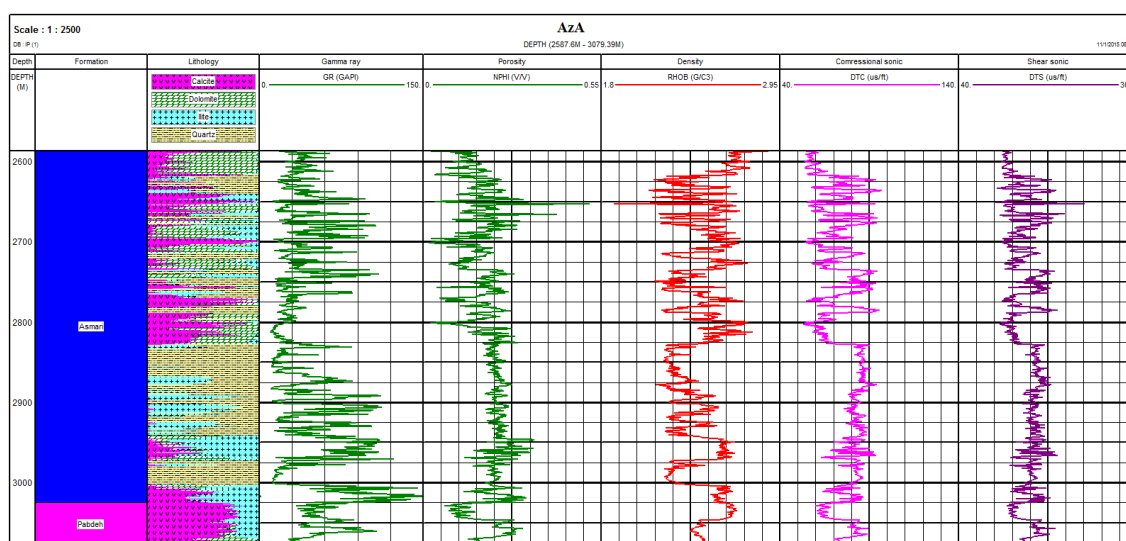 AzA
Scale : 1 : 2500
DB : IP (1)
DEPTH (2587.6M - 3079.39M)
11/1/2015 08
Depth Formation Lithology Gamma ray Porosity Density Comressional sonic Shear sonic
DEPTH (M)
GR (GAPI)
0. 150.
NPHI (V/V)
0. 0.55
RHOB (G/C3)
1.8 2.95
DTC (us/ft)
40. 140.
DTS (us/ft)
40. 30
Calcite
Dolomite
Ilite
Quartz
2600
2700
2800
Asmari
2900
3000
Pabdeh